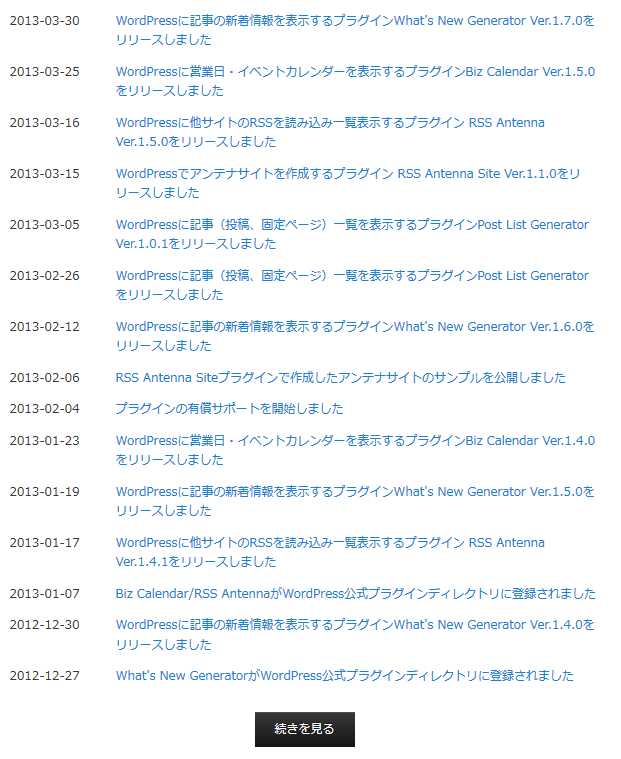 2013-03-30 WordPressに記事の新着情報を表示するプラグインWhat's New Generator Ver.1.7.0を
リリースしました
2013-03-25 WordPressに営業日・イベントカレンダーを表示するプラグインBiz Calendar Ver.1.5.0
をリリースしました
2013-03-16 WordPressに他サイトのRSSを読み込み一覧表示するプラグイン RSS Antenna
Ver.1.5.0をリリースしました
2013-03-15 WordPressでアンテナサイトを作成するプラグイン RSS Antenna Site Ver.1.1.0をリ
リースしました
2013-03-05 WordPressに記事（投稿、固定ページ）一覧を表示するプラグインPost List Generator
Ver.1.0.1をリリースしました
2013-02-26 WordPressに記事（投稿、固定ページ）一覧を表示するプラグインPost List Generator
をリリースしました
2013-02-12 WordPressに記事の新着情報を表示するプラグインWhat's New Generator Ver.1.6.0を
リリースしました
2013-02-06 RSS Antenna Siteプラグインで作成したアンテナサイトのサンプルを公開しました
2013-02-04 プラグインの有償サポートを開始しました
2013-01-23 WordPressに営業日・イベントカレンダーを表示するプラグインBiz Calendar Ver.1.4.0
をリリースしました
2013-01-19 WordPressに記事の新着情報を表示するプラグインWhat's New Generator Ver.1.5.0を
リリースしました
2013-01-17 WordPressに他サイトのRSSを読み込み一覧表示するプラグイン RSS Antenna
Ver.1.4.1をリリースしました
2013-01-07 Biz Calendar/RSS AntennaがWordPress公式プラグインディレクトリに登録されました
2012-12-30 WordPressに記事の新着情報を表示するプラグインWhat's New Generator Ver.1.4.0を
リリースしました
2012-12-27 What's New GeneratorがWordPress公式プラグインディレクトリに登録されました
続きを見る